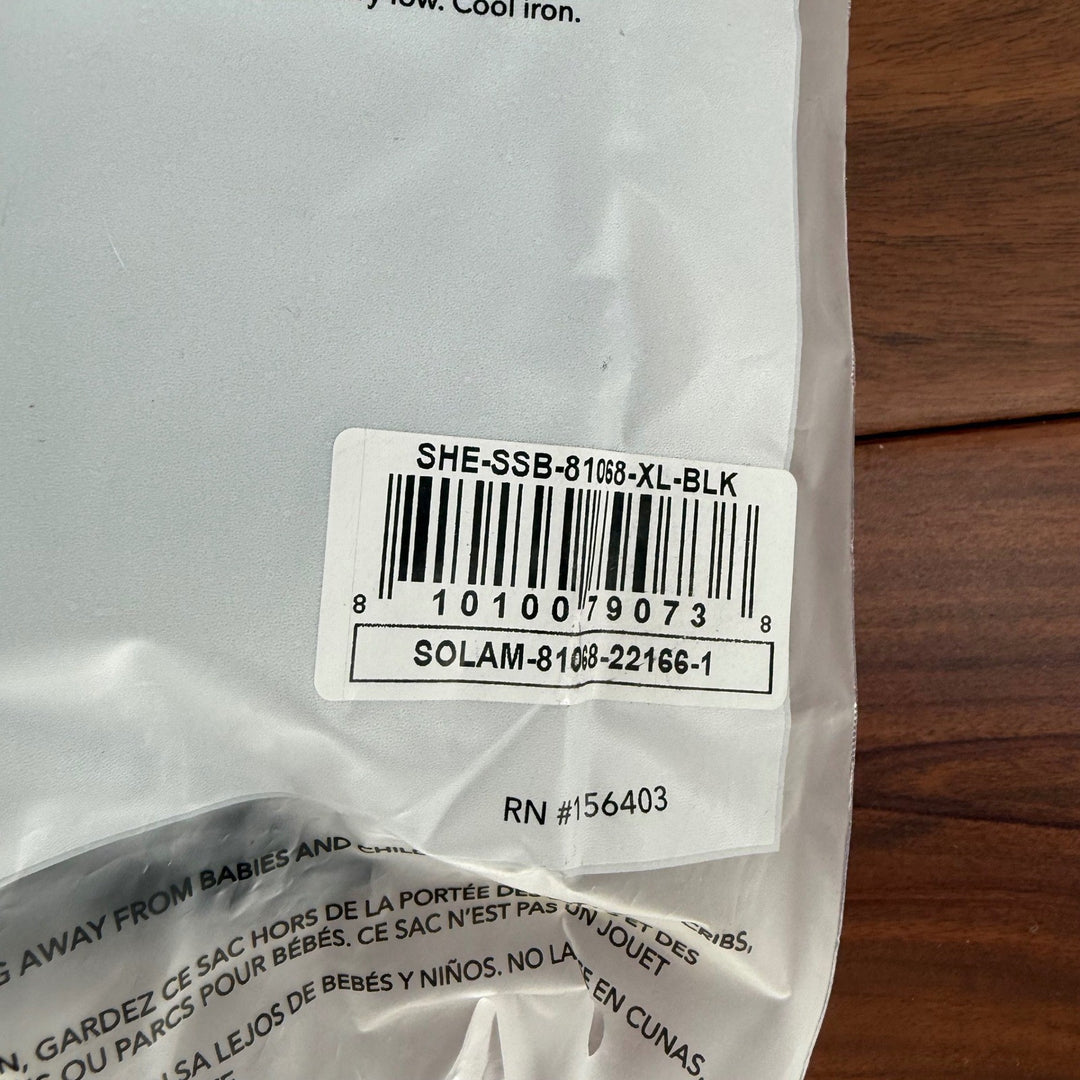 low. Cool iron.
SHE-SSB-81068-XL-BLK
8 10100 79073 8
SOLAM-81068-22166-1
RN #156403
AWAY FROM BABIES AND
CRIBS,
GARDEZ CE SAC HORS DE LA PORTÉE ET DES
OU PARCS POUR BÉBÉS. CE SAC N'EST PAS UN JOUET
LEJOS DE BEBÉS Y NIÑOS. NO LA EN CUNAS,